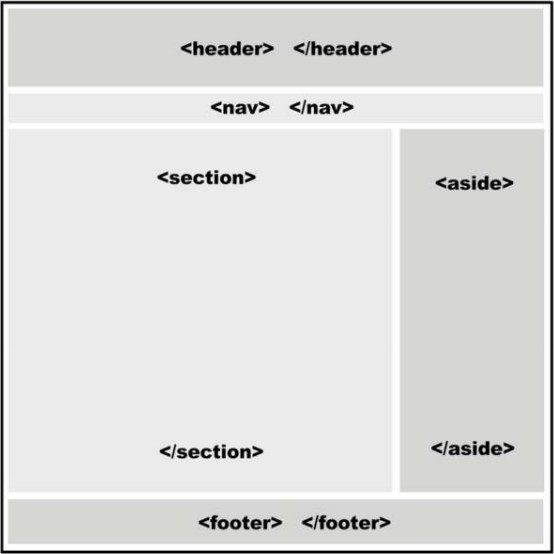 <header> </header>
<nav> </nav>
<section>
<aside>
</section>
</aside>
<footer> </footer>